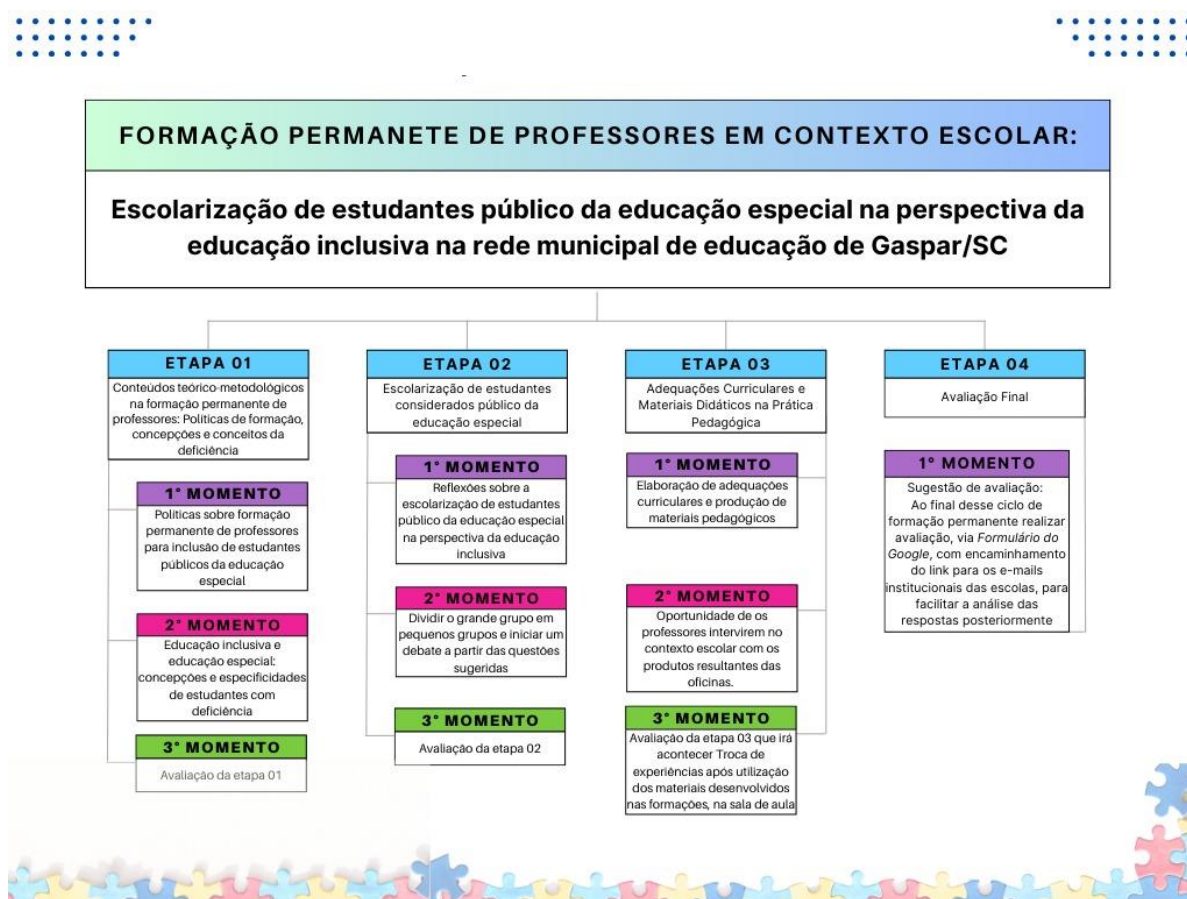 FORMAÇÃO PERMANETE DE PROFESSORES EM CONTEXTO ESCOLAR:
Escolarização de estudantes público da educação especial na perspectiva da
educação inclusiva na rede municipal de educação de Gaspar/SC
ETAPA 01
Conteúdos teórico-metodológicos
na formação permanente de
professores: Políticas de formação,
concepções e conceitos da
deficiência
1° MOMENTO
Políticas sobre formação
permanente de professores
para inclusão de estudantes
públicos da educação
especial
2° MOMENTO
Educação inclusiva e
educação especial:
concepções e especificidades
de estudantes com
deficiência
3° MOMENTO
Avaliação da etapa 01
ETAPA 02
Escolarização de estudantes
considerados público da
educação especial
1° MOMENTO
Reflexões sobre a
escolarização de estudantes
público da educação especial
na perspectiva da educação
inclusiva
2° MOMENTO
Dividir o grande grupo em
pequenos grupos e iniciar um
debate a partir das questões
sugeridas
3° MOMENTO
Avaliação da etapa 02
ETAPA 03
Adequações Curriculares e
Materiais Didáticos na Prática
Pedagógica
1° MOMENTO
Elaboração de adequações
curriculares e produção de
materiais pedagógicos
2° MOMENTO
Oportunidade de os
professores intervirem no
contexto escolar com os
produtos resultantes das
oficinas.
3° MOMENTO
Avaliação da etapa 03 que irá
acontecer Troca de
experiências após utilização
dos materiais desenvolvidos
nas formações, na sala de aula
ETAPA 04
Avaliação Final
1° MOMENTO
Sugestão de avaliação:
Ao final desse ciclo de
formação permanente realizar
avaliação, via Formulário do
Google, com encaminhamento
do link para os e-mails
institucionais das escolas, para
facilitar a análise das
respostas posteriormente